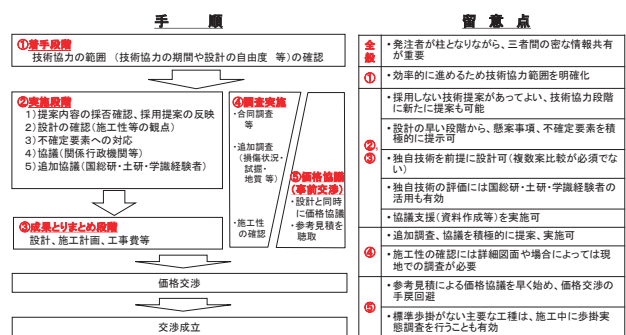 手　順
①着手段階
技術協力の範囲 （技術協力の期間や設計の自由度 等）の確認
②実施段階
1）提案内容の採否確認、採用提案の反映
2）設計の確認（施工性等の観点）
3）不確定要素への対応
4）協議（関係行政機関等）
5）追加協議（国総研・土研・学識経験者）
④調査実施
・合同調査
等
・追加調査
（損傷状況・
試掘・
地質 等）
・施工性
の確認
⑤価格協議
（事前交渉）
・設計と同時
に価格協議
・参考見積を
聴取
③成果とりまとめ段階
設計、施工計画、工事費等
価格交渉
交渉成立
留意点
全般
・発注者が柱となりながら、三者間の密な情報共有
が重要
①
・効率的に進めるため技術協力範囲を明確化
②,
③
・採用しない技術提案があってよい、技術協力段階
に新たに提案も可能
・設計の早い段階から、懸案事項、不確定要素を積
極的に提示可
・独自技術を前提に設計可（複数案比較が必須でな
い）
・独自技術の評価には国総研・土研・学識経験者の
活用も有効
・協議支援（資料作成等）を実施可
④
・追加調査、協議を積極的に提案、実施可
・施工性の確認には詳細図面や場合によっては現
地での調査が必要
⑤
・参考見積による価格協議を早く始め、価格交渉の
手戻回避
・標準歩掛がない主要な工種は、施工中に歩掛実
態調査を行うことも有効